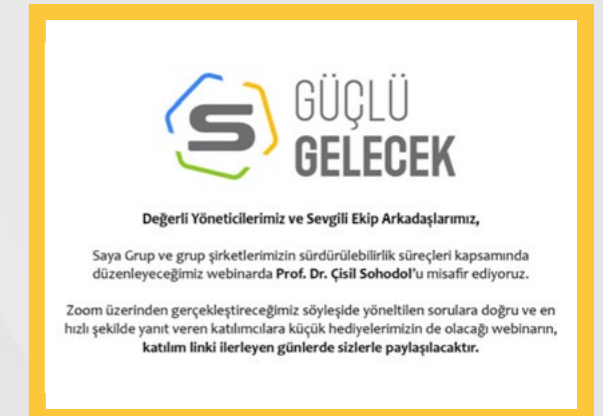 S
GÜÇLÜ
GELECEK
Değerli Yöneticilerimiz ve Sevgili Ekip Arkadaşlarımız,
Saya Grup ve grup şirketlerimizin sürdürülebilirlik süreçleri kapsamında
düzenleyeceğimiz webinarda Prof. Dr. Çisil Sohodol'u misafir ediyoruz.
Zoom üzerinden gerçekleştireceğimiz söyleşide yöneltilen sorulara doğru ve en
hızlı şekilde yanıt veren katılımcılara küçük hediyelerimizin de olacağı webinarın,
katılım linki ilerleyen günlerde sizlerle paylaşılacaktır.